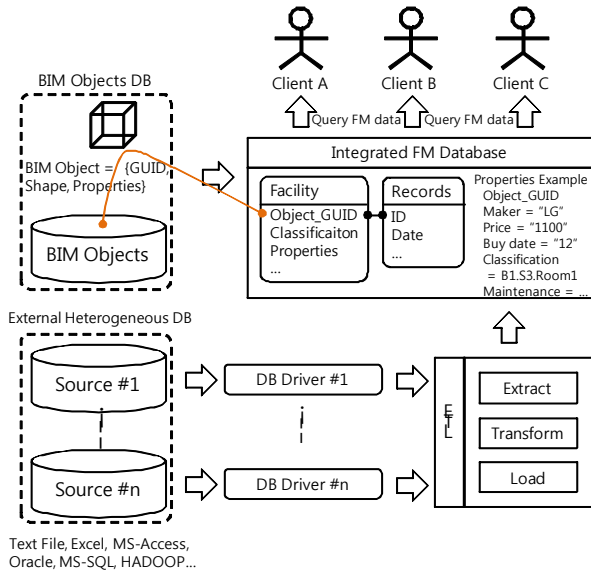 Client A
Client B
Client C
BIM Objects DB
Query FM data
Query FM data
BIM Object = {GUID,
Shape, Properties}
BIM Objects
Integrated FM Database
Facility
Object_GUID
Classificaiton
Properties
...
Records
ID
Date
...
Properties Example
Object_GUID
Maker = "LG"
Price = "1100"
Buy date = "12"
Classification
= B1.S3.Room1
Maintenance = ...
External Heterogeneous DB
Source #1
DB Driver #1
ETL
Extract
Transform
Load
Source #n
DB Driver #n
Text File, Excel, MS-Access,
Oracle, MS-SQL, HADOOP...